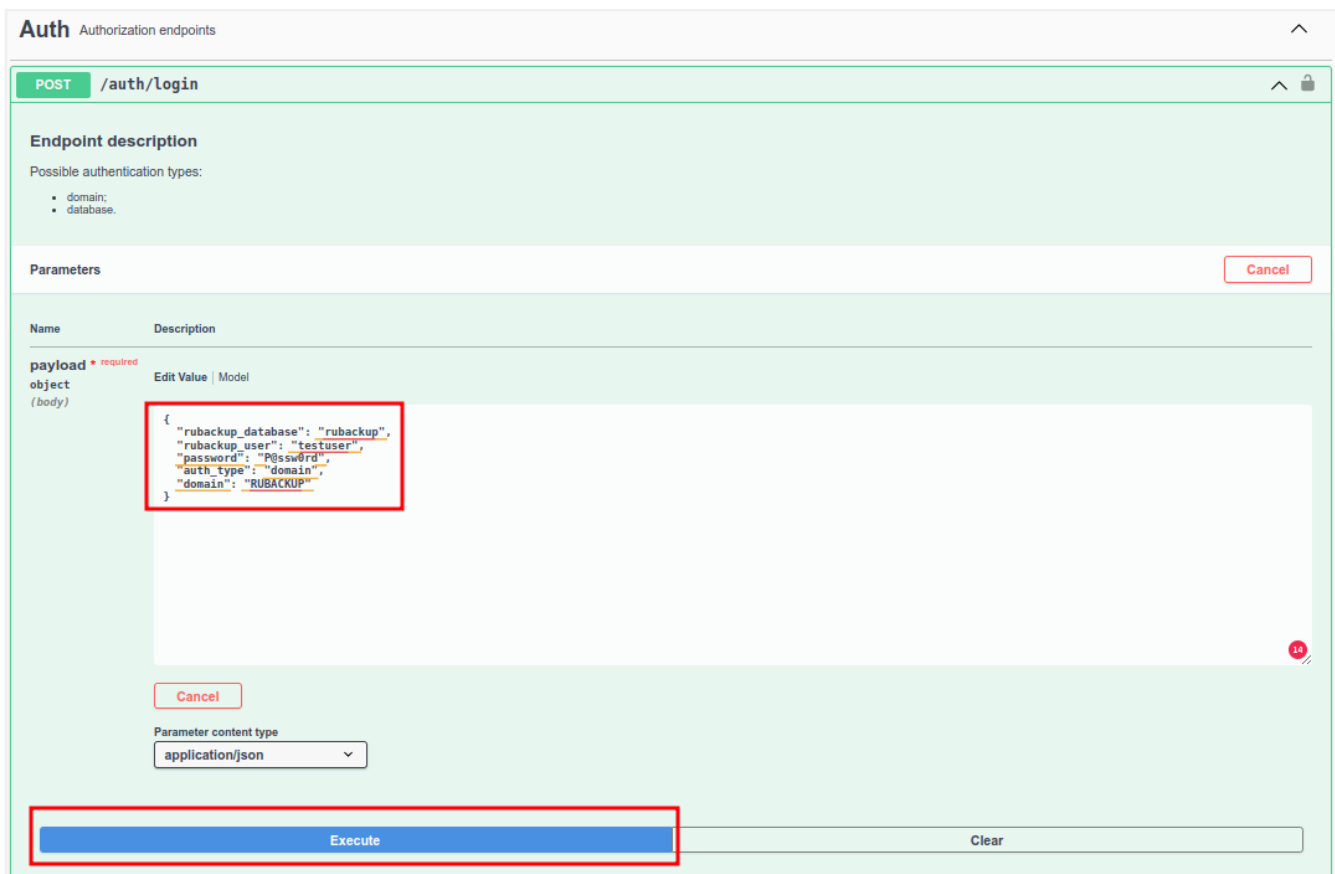 Auth Authorization endpoints
POST /auth/login
Endpoint description
Possible authentication types:
domain;
database.
Parameters
Cancel
Name Description
payload * required
object
(body)
Edit Value | Model
{
"rubackup_database": "rubackup",
"rubackup_user": "testuser",
"password": "P@ssw0rd",
"auth_type": "domain",
"domain": "RUBACKUP"
}
14
Cancel
Parameter content type
application/json
Execute Clear